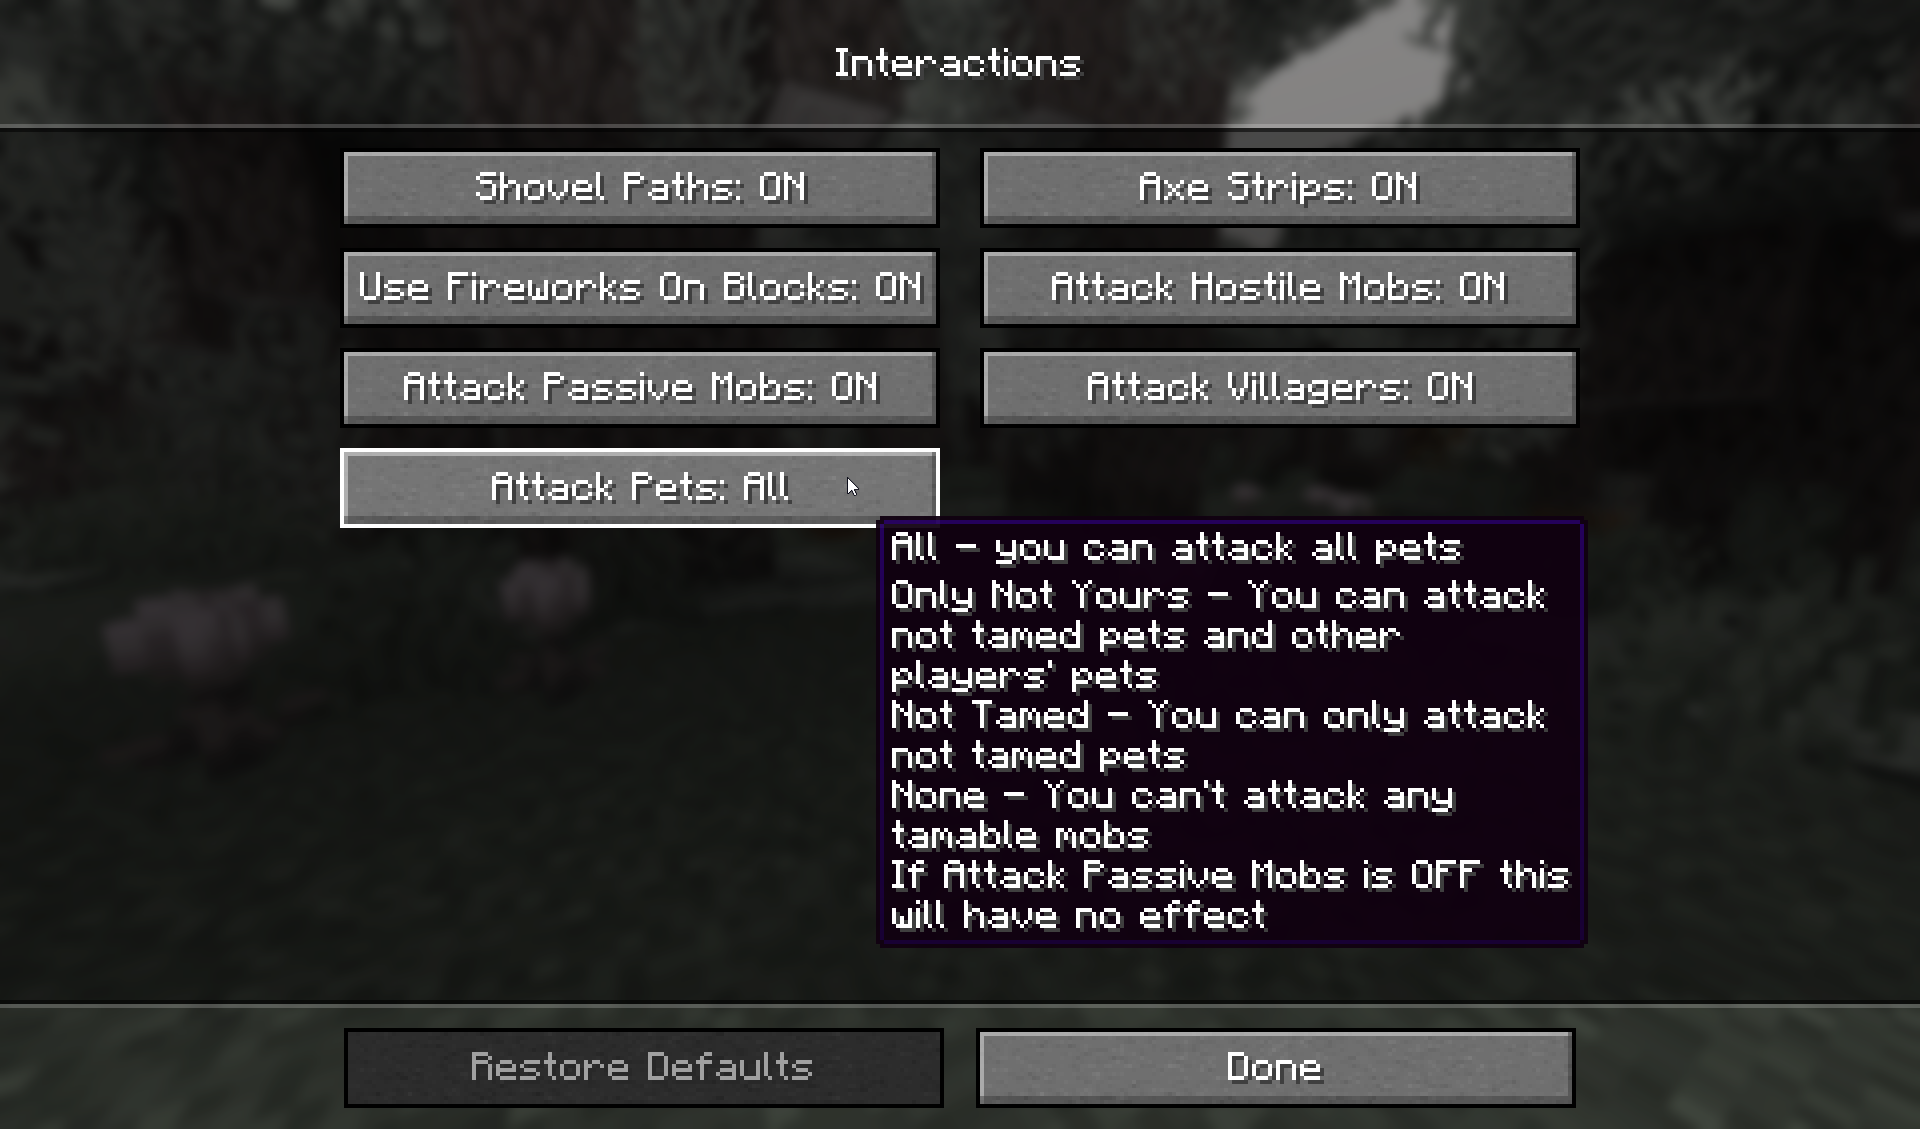 Interactions
Shovel Paths: ON
Axe Strips: ON
Use Fireworks On Blocks: ON
Attack Hostile Mobs: ON
Attack Passive Mobs: ON
Attack Villagers: ON
Attack Pets: All
All - you can attack all pets
Only Not Yours - You can attack
not tamed pets and other
players' pets
Not Tamed - You can only attack
not tamed pets
None - You can't attack any
tamable mobs
If Attack Passive Mobs is OFF this
will have no effect
Restore Defaults
Done